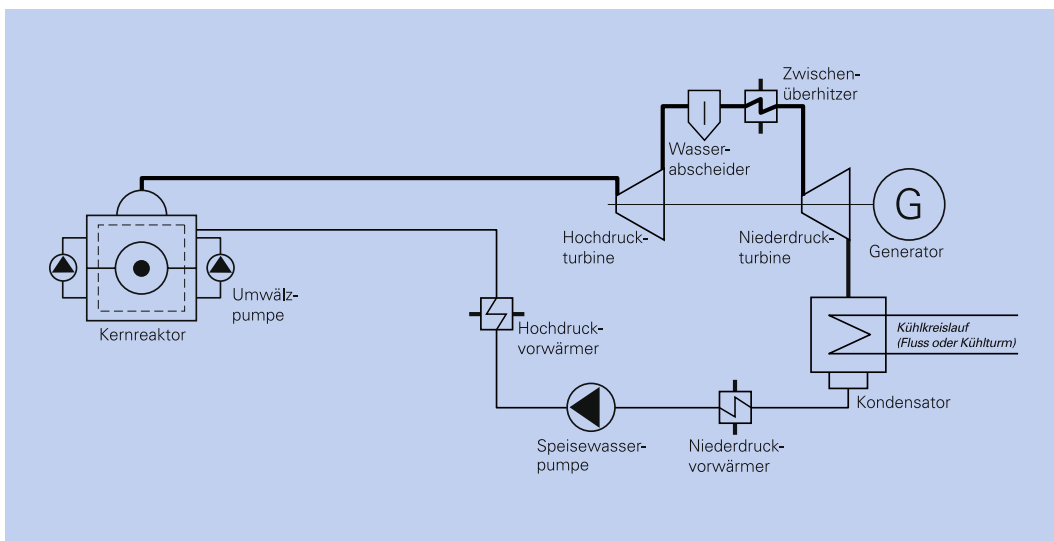 Zwischen-
überhitzer
Wasser-
abscheider
G
Hochdruck-
turbine
Niederdruck-
turbine
Generator
Umwälz-
pumpe
Kernreaktor
Hochdruck-
vorwärmer
Kühlkreislauf
(Fluss oder Kühlturm)
Kondensator
Speisewasser-
pumpe
Niederdruck-
vorwärmer